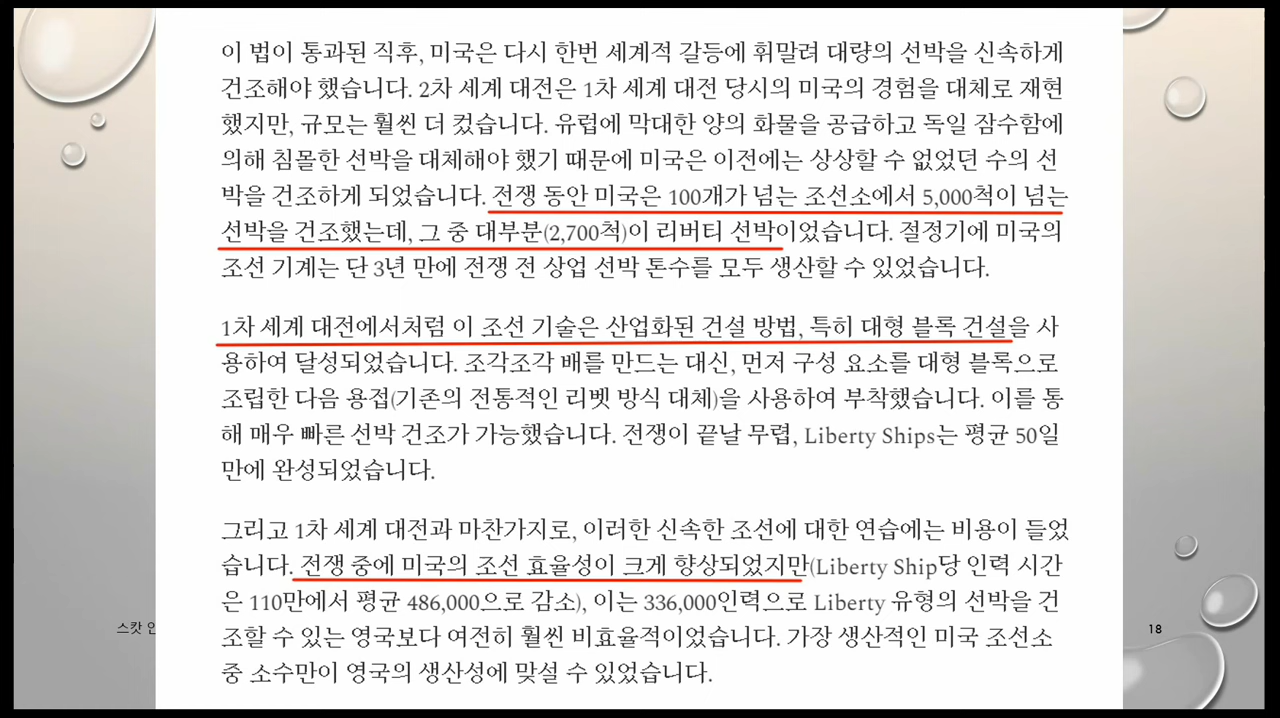 이 법이 통과된 직후, 미국은 다시 한번 세계적 갈등에 휘말려 대량의 선박을 신속하게
건조해야 했습니다. 2차 세계 대전은 1차 세계 대전 당시의 미국의 경험을 대체로 재현
했지만, 규모는 훨씬 더 컸습니다. 유럽에 막대한 양의 화물을 공급하고 독일 잠수함에
의해 침몰한 선박을 대체해야 했기 때문에 미국은 이전에는 상상할 수 없었던 수의 선
박을 건조하게 되었습니다. 전쟁 동안 미국은 100개가 넘는 조선소에서 5,000척이 넘는
선박을 건조했는데, 그 중 대부분(2,700척)이 리버티 선박이었습니다. 절정기에 미국의
조선 기계는 단 3년 만에 전쟁 전 상업 선박 톤수를 모두 생산할 수 있었습니다.
1차 세계 대전에서처럼 이 조선 기술은 산업화된 건설 방법, 특히 대형 블록 건설을 사
용하여 달성되었습니다. 조각조각 배를 만드는 대신, 먼저 구성 요소를 대형 블록으로
조립한 다음 용접(기존의 전통적인 리벳 방식 대체)을 사용하여 부착했습니다. 이를 통
해 매우 빠른 선박 건조가 가능했습니다. 전쟁이 끝날 무렵, Liberty Ships는 평균 50일
만에 완성되었습니다.
그리고 1차 세계 대전과 마찬가지로, 이러한 신속한 조선에 대한 연습에는 비용이 들었
습니다. 전쟁 중에 미국의 조선 효율성이 크게 향상되었지만(Liberty Ship당 인력 시간
은 110만에서 평균 486,000으로 감소), 이는 336,000인력으로 Liberty 유형의 선박을 건
조할 수 있는 영국보다 여전히 훨씬 비효율적이었습니다. 가장 생산적인 미국 조선소
중 소수만이 영국의 생산성에 맞설 수 있었습니다.
스캇
18